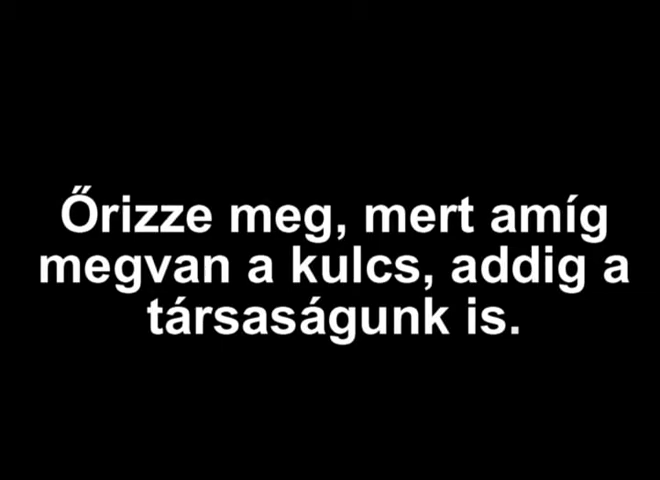 Őrizze meg, mert amíg
megvan a kulcs, addig a
társaságunk is.